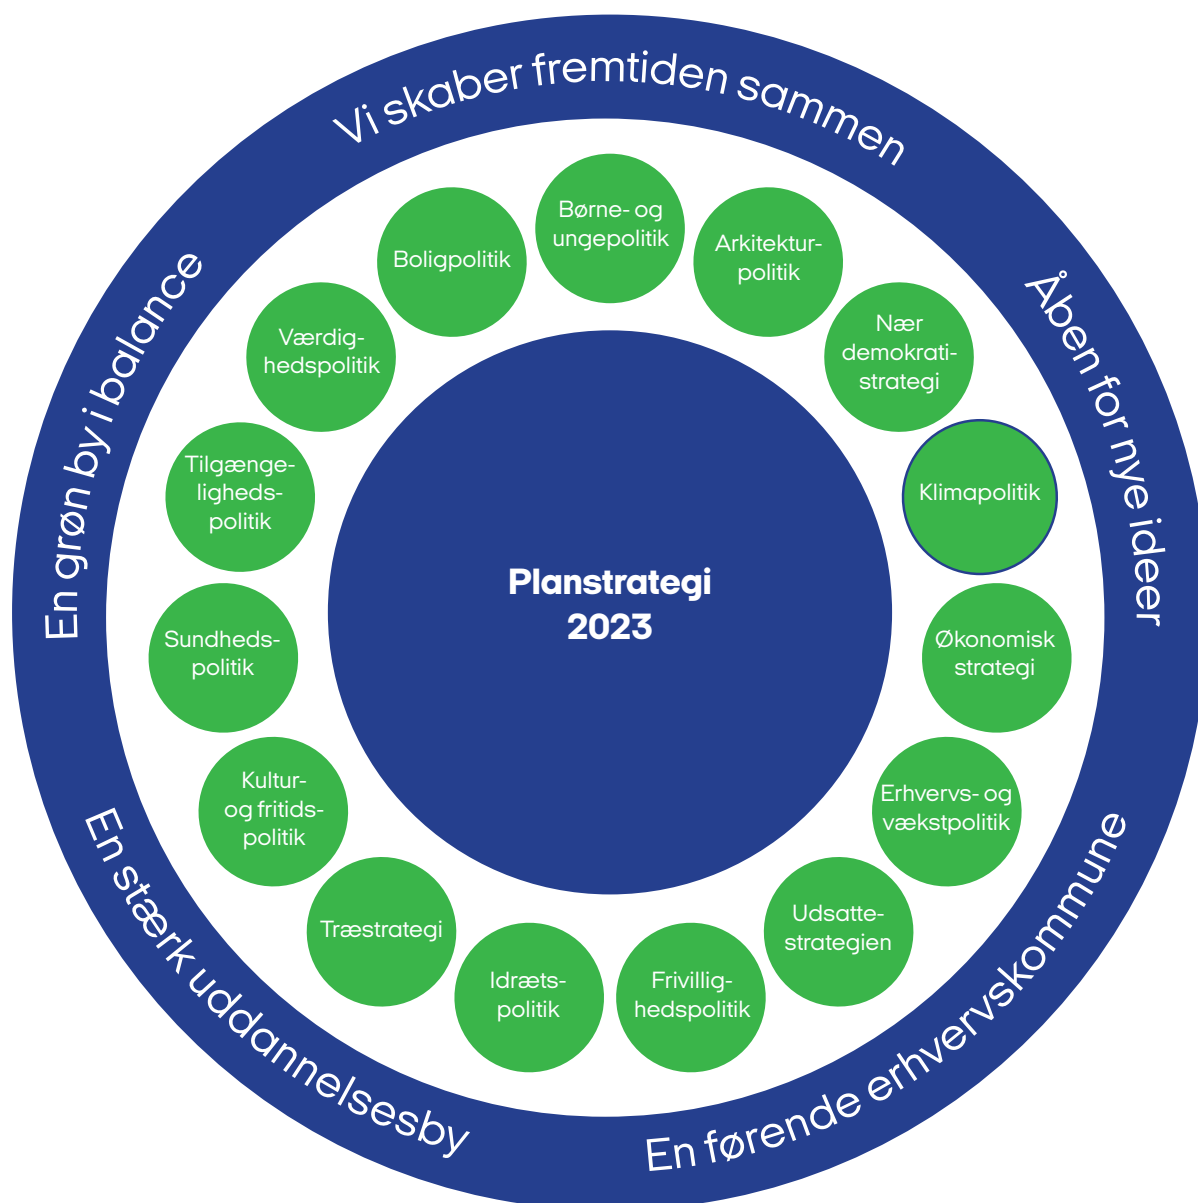 Vi skaber fremtiden sammen
Åben for nye ideer
En førende erhvervskommune
En stærk uddannelsesby
En grøn by i balance
Børne- og
ungepolitik
Arkitektur-
politik
Nær
demokrati-
strategi
Klimapolitik
Økonomisk
strategi
Erhvervs- og
vækstpolitik
Udsatte-
strategien
Frivillig-
hedspolitik
Idræts-
politik
Træstrategi
Kultur-
og fritids-
politik
Sundheds-
politik
Tilgænge-
ligheds-
politik
Værdig-
hedspolitik
Boligpolitik
Planstrategi
2023